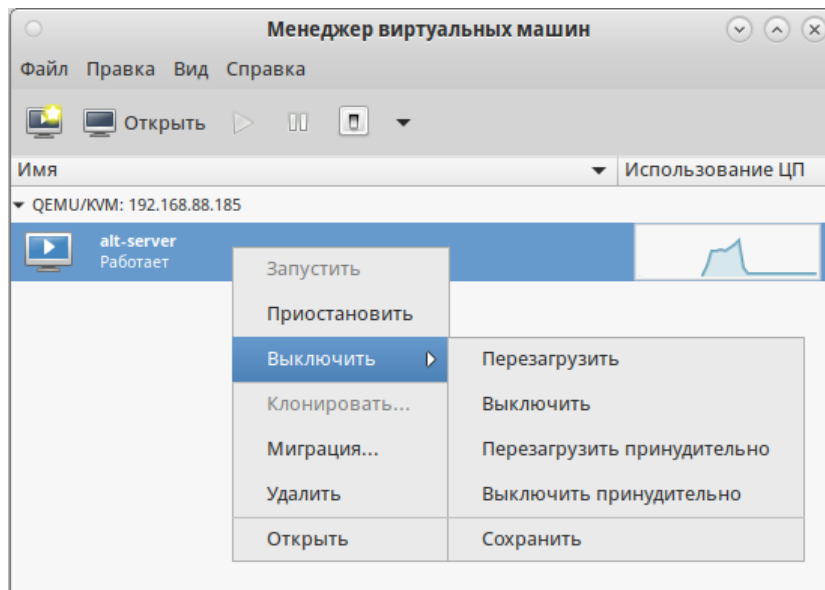 Менеджер виртуальных машин
Файл Правка Вид Справка
Открыть
Имя Использование ЦП
QEMU/KVM: 192.168.88.185
alt-server
Работает
Запустить
Приостановить
Выключить
Клонировать...
Миграция...
Удалить
Открыть
Перезагрузить
Выключить
Перезагрузить принудительно
Выключить принудительно
Сохранить